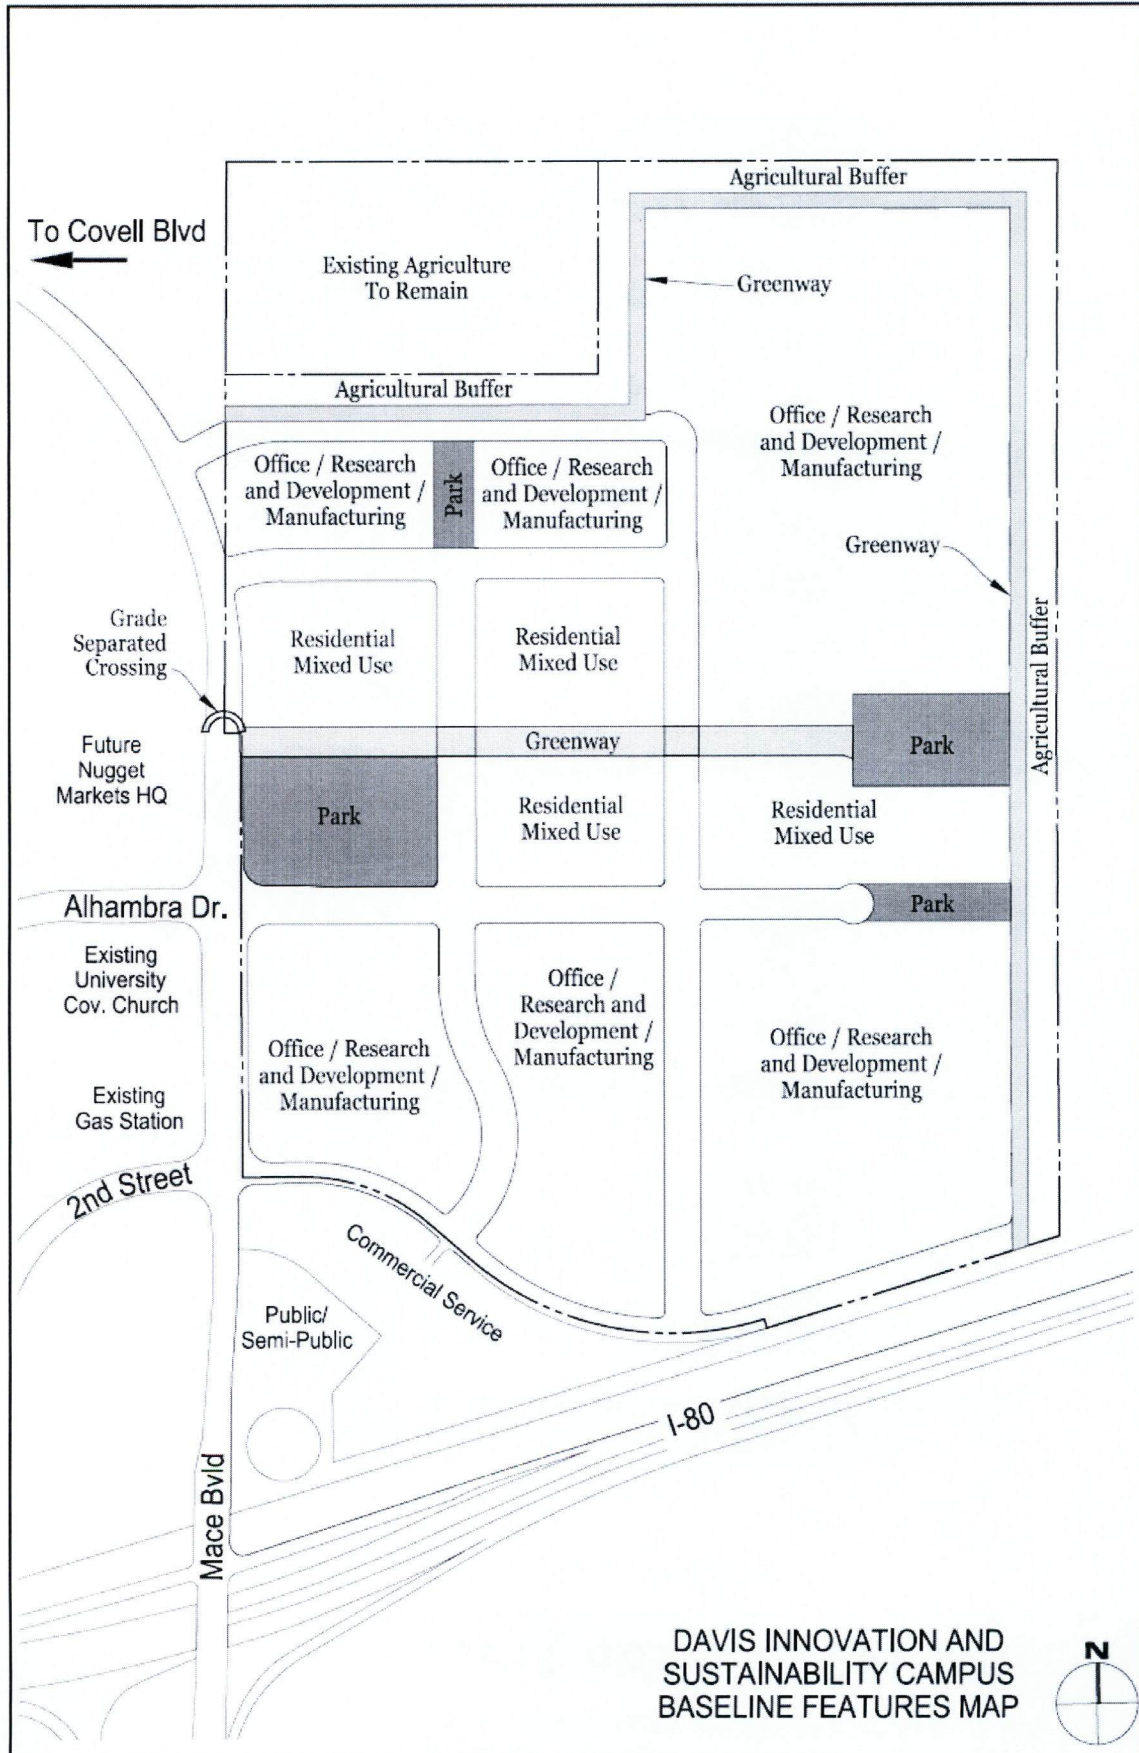 Agricultural Buffer
To Covell Blvd
Existing Agriculture
To Remain
Greenway
Agricultural Buffer
Office / Research
and Development /
Manufacturing
Office / Research
and Development /
Manufacturing
Park
Office / Research
and Development /
Manufacturing
Greenway
Agricultural Buffer
Grade
Separated
Crossing
Residential
Mixed Use
Residential
Mixed Use
Greenway
Park
Future
Nugget
Markets HQ
Park
Residential
Mixed Use
Residential
Mixed Use
Alhambra Dr.
Park
Existing
University
Cov. Church
Office /
Research and
Development /
Manufacturing
Office / Research
and Development /
Manufacturing
Office / Research
and Development /
Manufacturing
Existing
Gas Station
2nd Street
Commercial Service
Public/
Semi-Public
I-80
Mace Bvld
DAVIS INNOVATION AND
SUSTAINABILITY CAMPUS
BASELINE FEATURES MAP
N